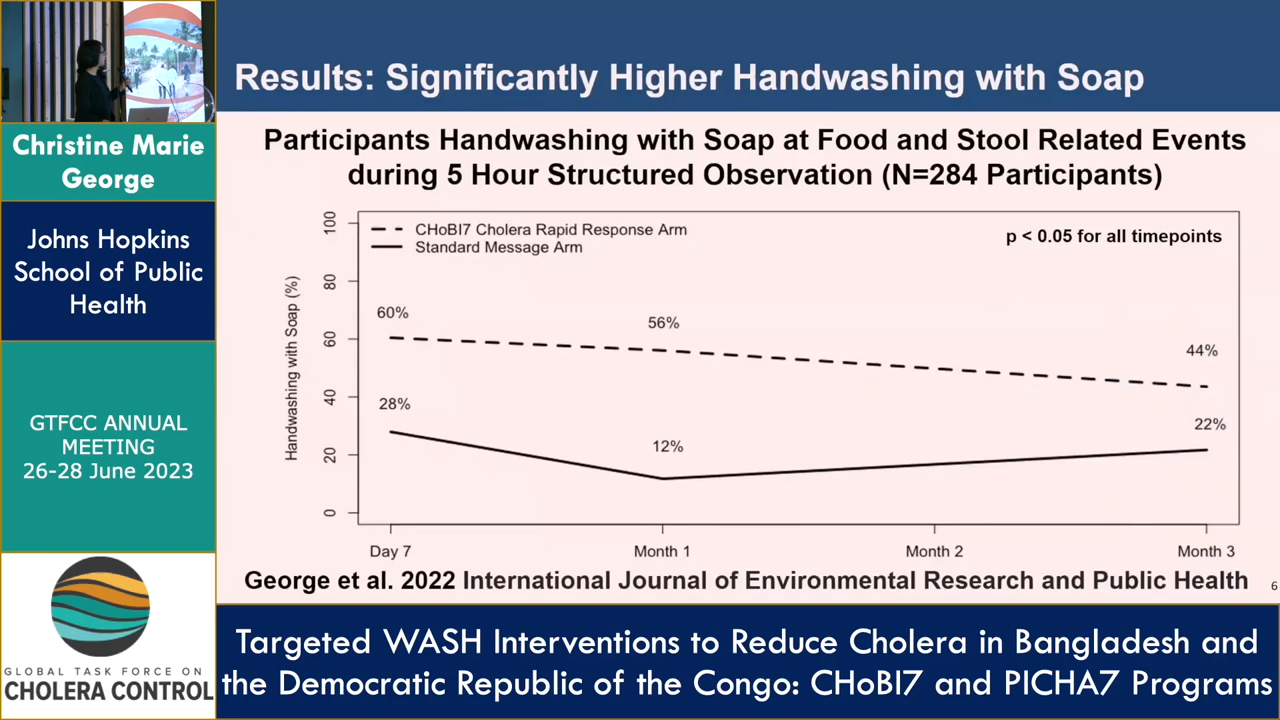 Results: Significantly Higher Handwashing with Soap
Participants Handwashing with Soap at Food and Stool Related Events
during 5 Hour Structured Observation (N=284 Participants)
CHoBI7 Cholera Rapid Response Arm
Standard Message Arm
p < 0.05 for all timepoints
Handwashing with Soap (%)
100
80
60
40
20
0
60%
56%
44%
28%
12%
22%
Day 7
Month 1
Month 2
Month 3
George et al. 2022 International Journal of Environmental Research and Public Health
6
Christine Marie
George
Johns Hopkins
School of Public
Health
GTFCC ANNUAL
MEETING
26-28 June 2023
GLOBAL TASK FORCE ON
CHOLERA CONTROL
Targeted WASH Interventions to Reduce Cholera in Bangladesh and
the Democratic Republic of the Congo: CHoBI7 and PICHA7 Programs